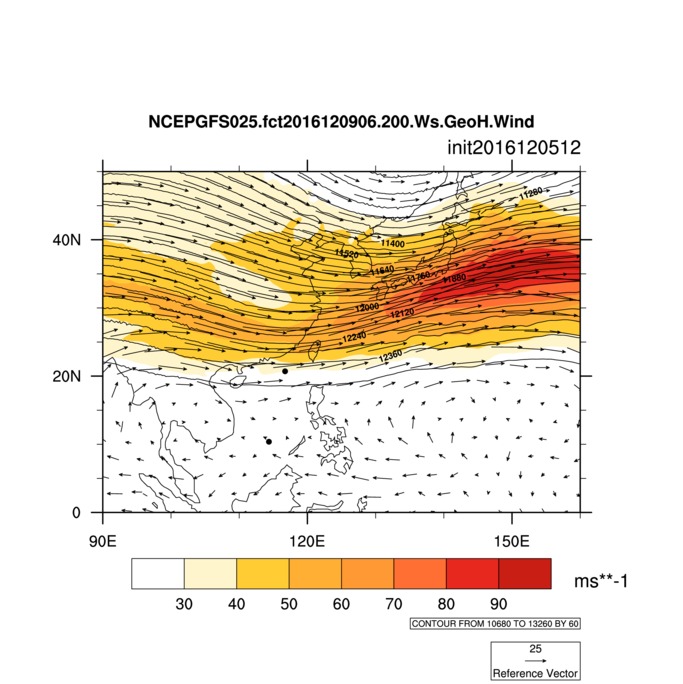 NCEPGFS025.fct2016120906.200.Ws.GeoH.Wind
init2016120512
11280
40N
11400
11520
11640
11760
11880
12000
12120
12240
12360
20N
0
90E
120E
150E
ms**-1
30
40
50
60
70
80
90
CONTOUR FROM 10680 TO 13260 BY 60
25
Reference Vector